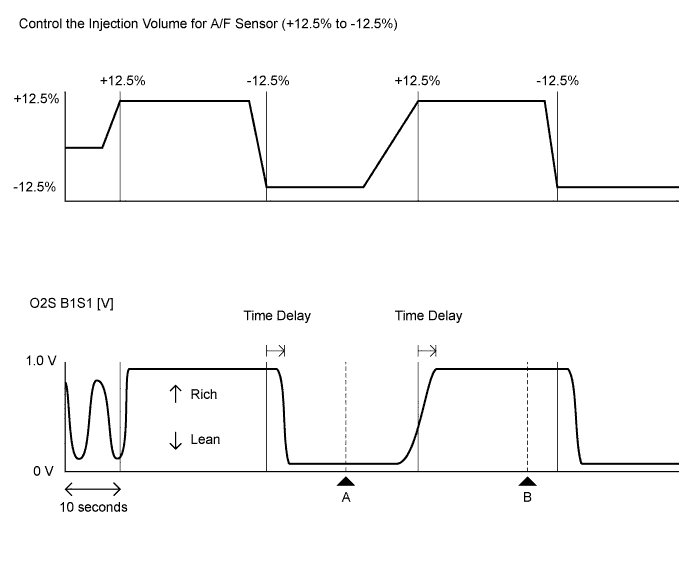 Control the Injection Volume for A/F Sensor (+12.5% to -12.5%)
+12.5% -12.5% +12.5% -12.5%
+12.5%
-12.5%
O2S B1S1 [V]
Time Delay Time Delay
1.0 V
Rich
Lean
0 V
A B
10 seconds